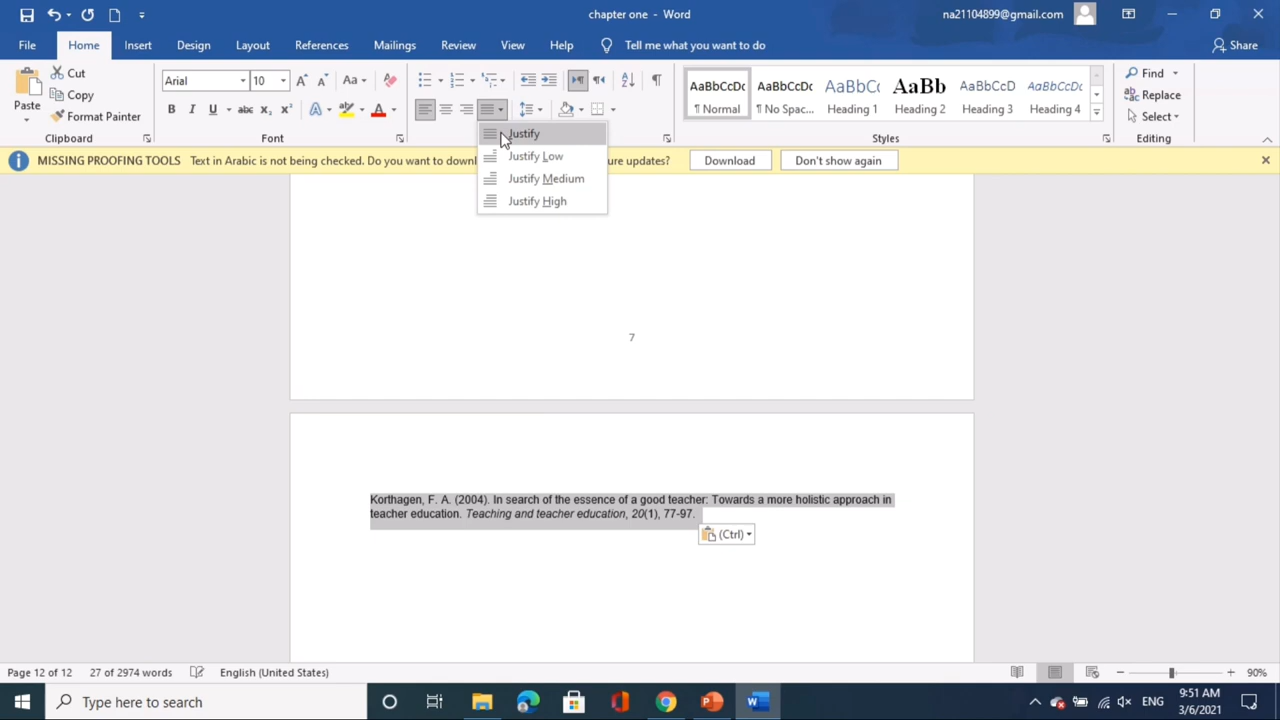 chapter one - Word
na21104899@gmail.com
File Home Insert Design Layout References Mailings Review View Help Tell me what you want to do Share
Paste
Cut
Copy
Format Painter
Clipboard
Arial 10
Aa
B I U abc x₂ x² A A
Font
Justify
Justify Low
Justify Medium
Justify High
AaBbCcDc AaBbCcDc AaBbC( AaBb AaBbCcD AaBbCcD
¶ Normal ¶ No Spac... Heading 1 Heading 2 Heading 3 Heading 4
Styles
Find
Replace
Select
Editing
MISSING PROOFING TOOLS Text in Arabic is not being checked. Do you want to downl ure updates? Download Don't show again
7
Korthagen, F. A. (2004). In search of the essence of a good teacher: Towards a more holistic approach in
teacher education. Teaching and teacher education, 20(1), 77-97.
(Ctrl)
Page 12 of 12 27 of 2974 words English (United States) 90%
Type here to search
ENG
9:51 AM
3/6/2021